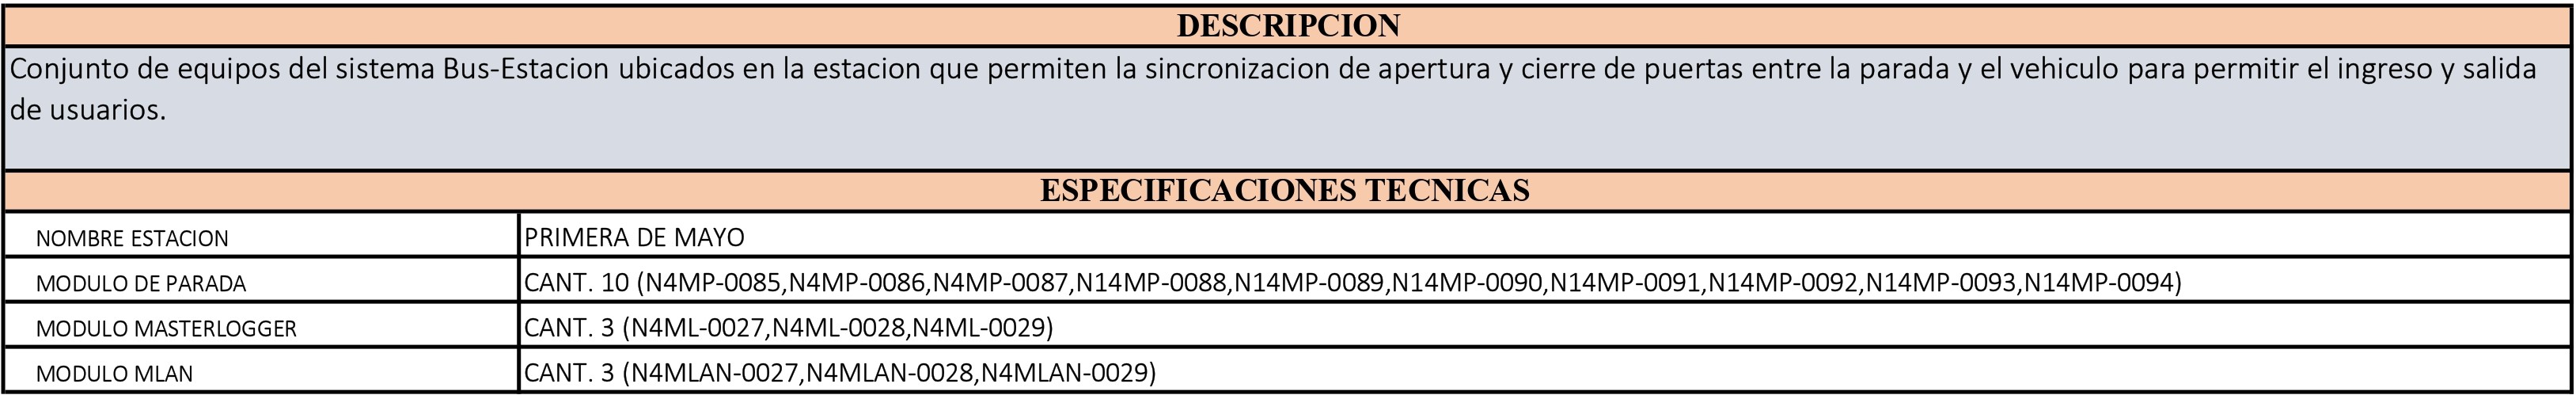 DESCRIPCION
Conjunto de equipos del sistema Bus-Estacion ubicados en la estacion que permiten la sincronizacion de apertura y cierre de puertas entre la parada y el vehiculo para permitir el ingreso y salida
de usuarios.
ESPECIFICACIONES TECNICAS
NOMBRE ESTACION PRIMERA DE MAYO
MODULO DE PARADA CANT. 10 (N4MP-0085,N4MP-0086,N4MP-0087,N14MP-0088,N14MP-0089,N14MP-0090,N14MP-0091,N14MP-0092,N14MP-0093,N14MP-0094)
MODULO MASTERLOGGER CANT. 3 (N4ML-0027,N4ML-0028,N4ML-0029)
MODULO MLAN CANT. 3 (N4MLAN-0027,N4MLAN-0028,N4MLAN-0029)